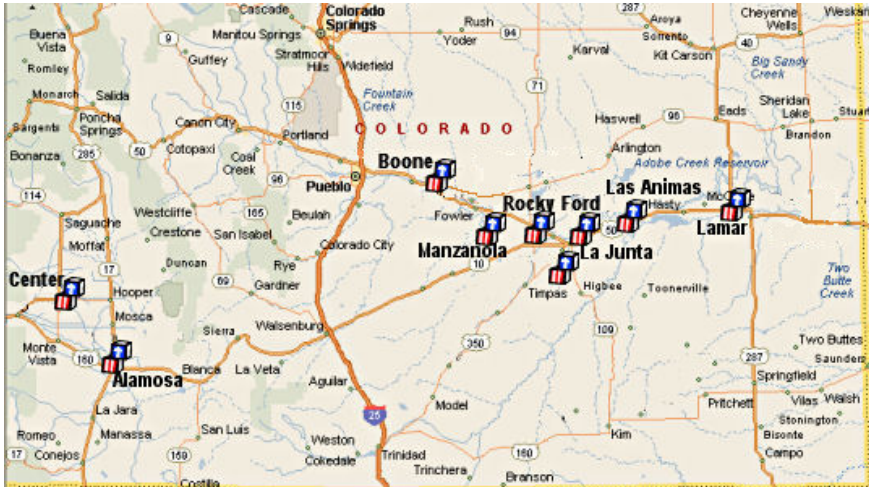 Cascade
Colorado
Springs
Rush
Aroya
Cheyenne
Wells
Weskan
Buena
Vista
9
Manitou Springs
94
Yoder
Sorrento
40
Guffey
Stratmoor
Hills
Widefield
Karval
Kit Carson
Romley
Big Sandy
Creek
Monarch
Salida
115
Fountain
Creek
71
Sheridan
Lake
Poncha
Springs
Haswell
96
Eads
Sargents
Canon City
Portland
COLORADO
Brandon
50
Bonanza
285
Cotopaxi
Coal
Creek
Arlington
Boone
Adobe Creek Reservoir
96
Pueblo
Las Animas
114
Rocky Ford
Hasty
Westcliffe
165
Beulah
Fowler
Saguache
Crestone
San Isabel
50
Lamar
Moffat
Colorado City
Manzanola
La Junta
Center
17
Duncan
Rye
10
Two
Butte
Creek
69
Gardner
Timpas
Higbee
Toonerville
Hooper
Mosca
109
Sierra
Walsenburg
Monte
Vista
160
350
Two Buttes
Blanca
La Veta
287
Saunders
Alamosa
Aguilar
Springfield
La Jara
25
Model
Pritchett
Vilas
Walsh
Stonington
Romeo
Manassa
San Luis
Weston
Kim
Bisonte
17
Conejos
159
Cokedale
Trinidad
160
Campo
Trinchera
Costilla
Branson